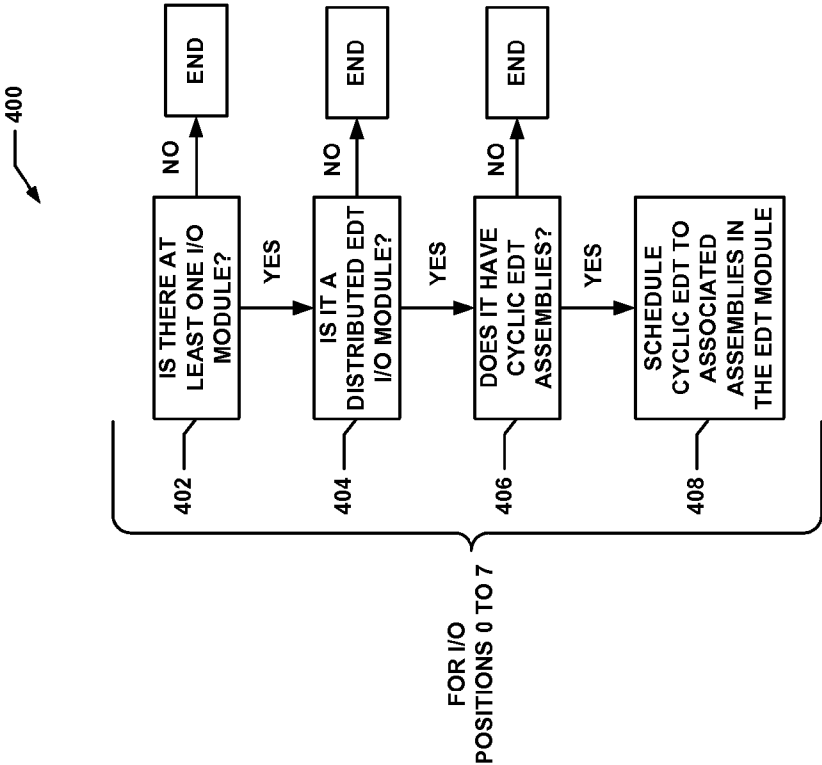 400
FOR I/O
POSITIONS 0 TO 7
402
IS THERE AT
LEAST ONE I/O
MODULE?
NO
END
YES
404
IS IT A
DISTRIBUTED EDT
I/O MODULE?
NO
END
YES
406
DOES IT HAVE
CYCLIC EDT
ASSEMBLIES?
NO
END
YES
408
SCHEDULE
CYCLIC EDT TO
ASSOCIATED
ASSEMBLIES IN
THE EDT MODULE